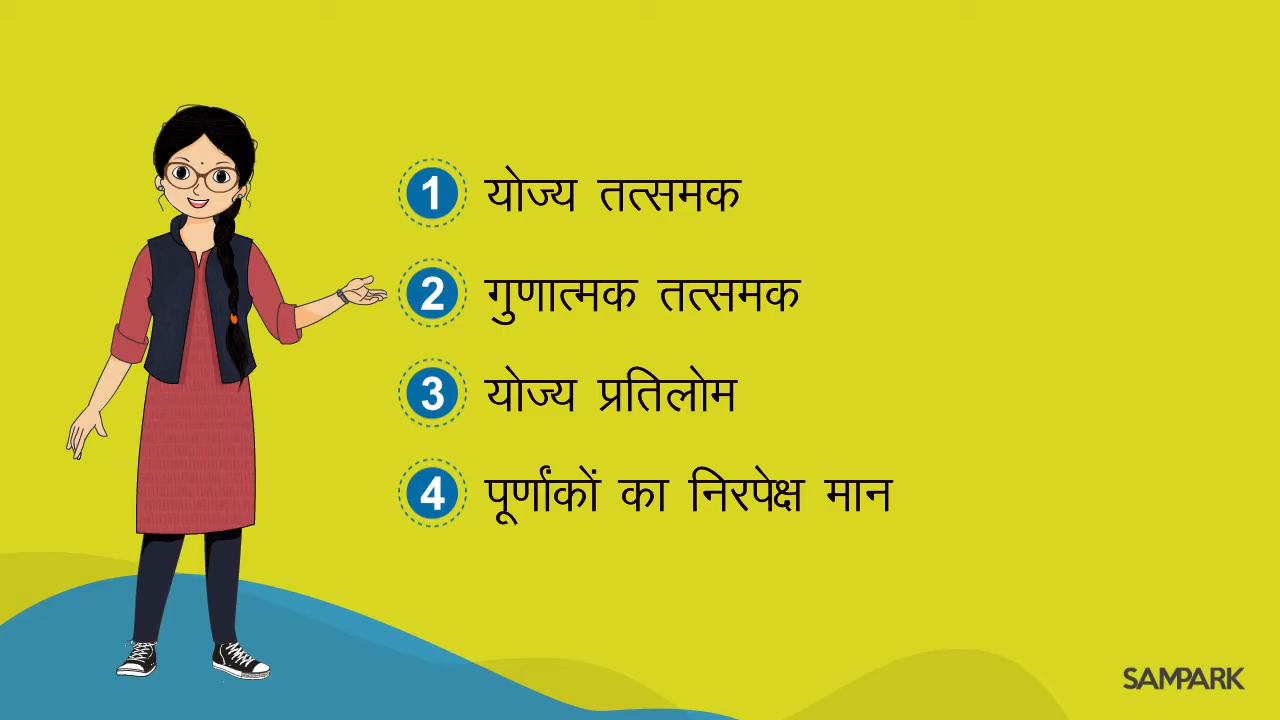 1 योज्य तत्समक
2 गुणात्मक तत्समक
3 योज्य प्रतिलोम
4 पूर्णांकों का निरपेक्ष मान
SAMPARK